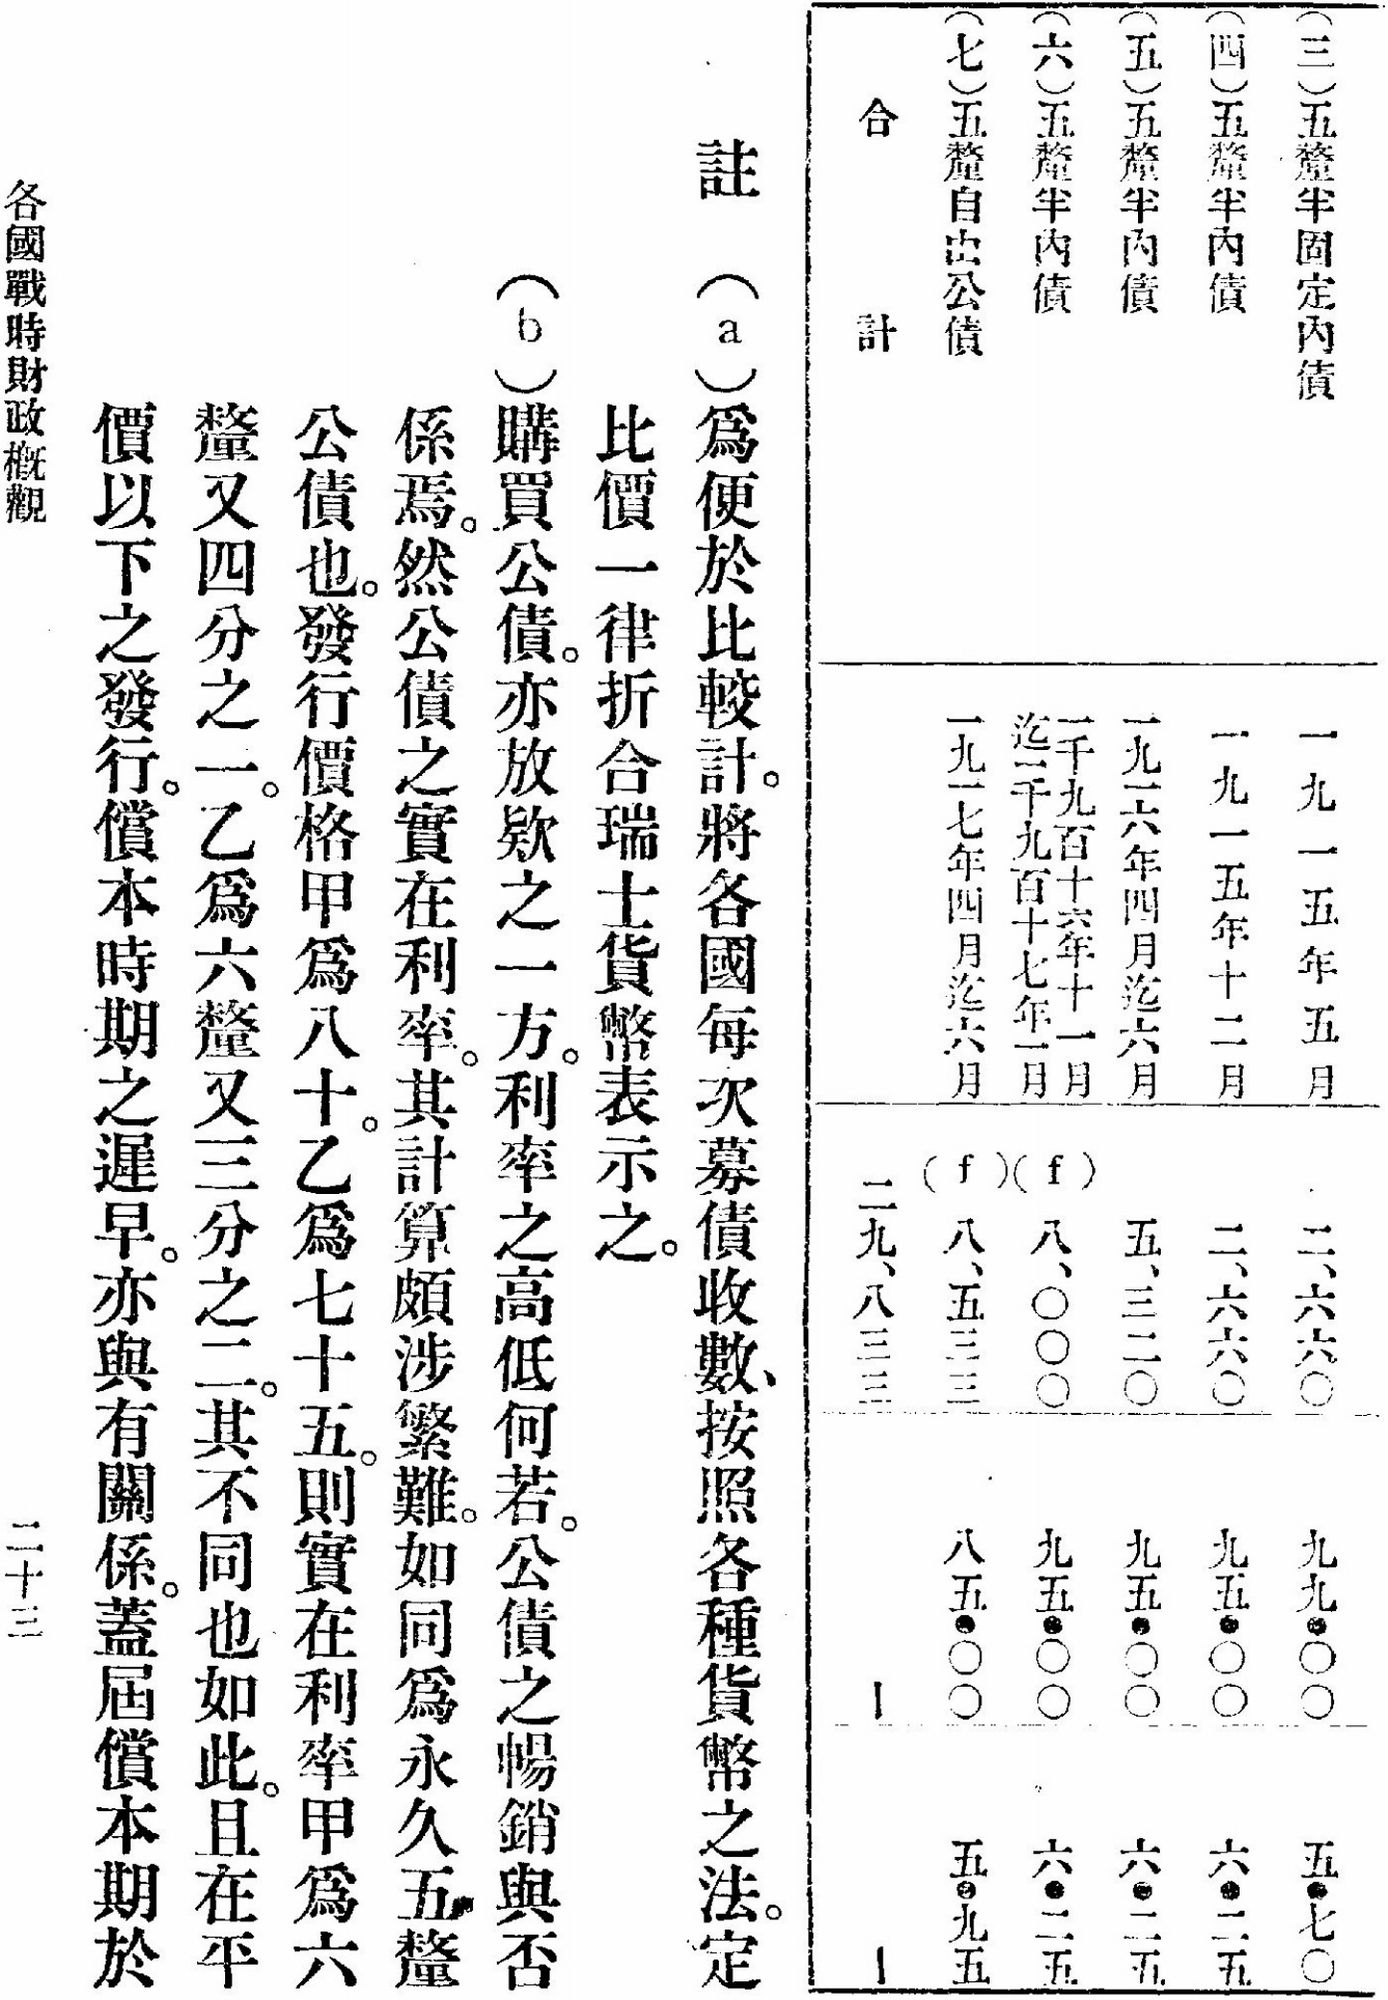 (三)五釐半固定內債　一九一五年五月　二、六六〇　九九●〇〇　五●七〇
(四)五釐半內債　一九一五年十二月　二、六六〇　九五●〇〇　六●二五
(五)五釐半內債　一九一六年四月迄六月　五、三二〇　九五●〇〇　六●二五
(六)五釐半內債　一千九百十六年十一月迄一千九百十七年一月　(f)八、〇〇〇　九五●〇〇　六●二五
(七)五釐自由公債　一九一七年四月迄六月　(f)八、五三三　八五●〇〇　五●九五
合計　二九、八三三　｜　｜
註　(a)爲便於比較計。將各國每次募債收數、按照各種貨幣之法。定
比價一律折合瑞士貨幣表示之。
(b)購買公債。亦放欵之一方。利率之高低何若。公債之暢銷與否
係焉。然公債之實在利率。其計算頗涉繁難。如同爲永久五釐
公債也。發行價格甲爲八十。乙爲七十五。則實在利率甲爲六
釐又四分之一。乙爲六釐又三分之二。其不同也如此。且在平
價以下之發行。償本時期之遲早。亦與有關係。蓋屆償本期於
各國戰時財政概觀　二十三